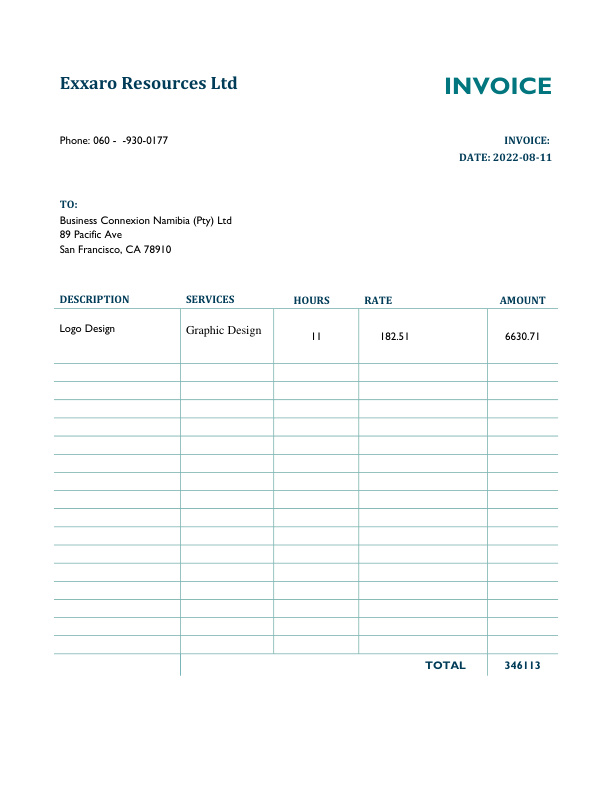 Exxaro Resources Ltd
INVOICE
Phone: 060 -  -930-0177
INVOICE:
DATE: 2022-08-11
TO:
Business Connexion Namibia (Pty) Ltd
89 Pacific Ave
San Francisco, CA 78910
DESCRIPTION SERVICES HOURS RATE AMOUNT
Logo Design Graphic Design 11 182.51 6630.71
TOTAL 346113